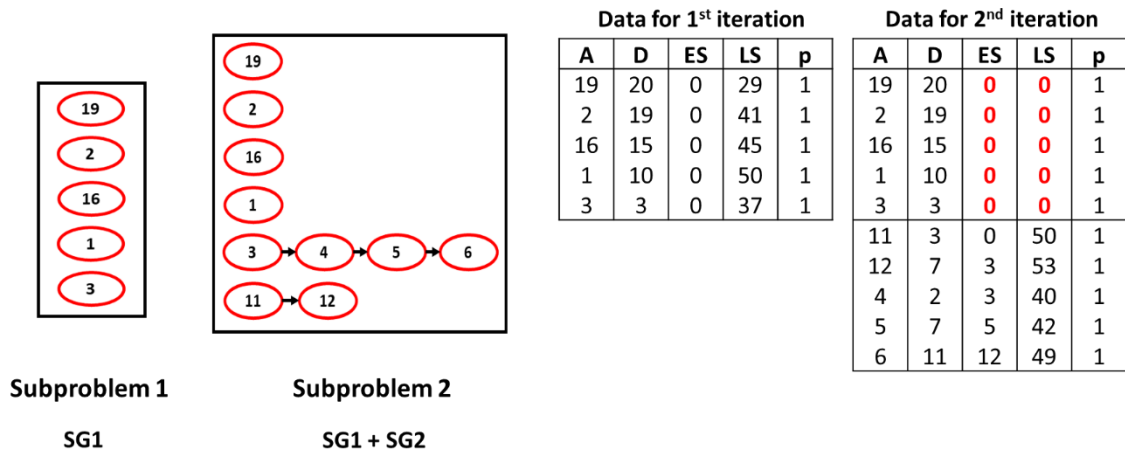 19
2
16
1
3
Subproblem 1
SG1
19
2
16
1
3 4 5 6
11 12
Subproblem 2
SG1 + SG2
Data for 1st iteration
A D ES LS p
19 20 0 29 1
2 19 0 41 1
16 15 0 45 1
1 10 0 50 1
3 3 0 37 1
Data for 2nd iteration
A D ES LS p
19 20 0 0 1
2 19 0 0 1
16 15 0 0 1
1 10 0 0 1
3 3 0 0 1
11 3 0 50 1
12 7 3 53 1
4 2 3 40 1
5 7 5 42 1
6 11 12 49 1